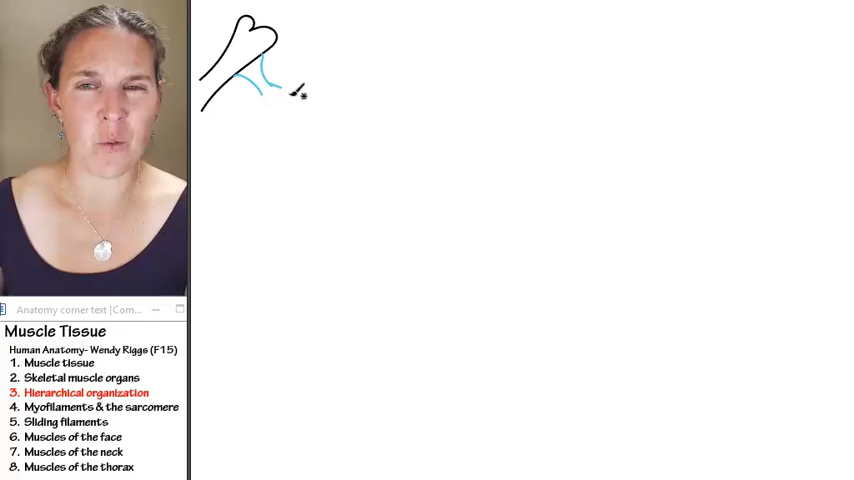 Anatomy corner text [Com...
Muscle Tissue
Human Anatomy- Wendy Riggs (F15)
1. Muscle tissue
2. Skeletal muscle organs
3. Hierarchical organization
4. Myofilaments & the sarcomere
5. Sliding filaments
6. Muscles of the face
7. Muscles of the neck
8. Muscles of the thorax